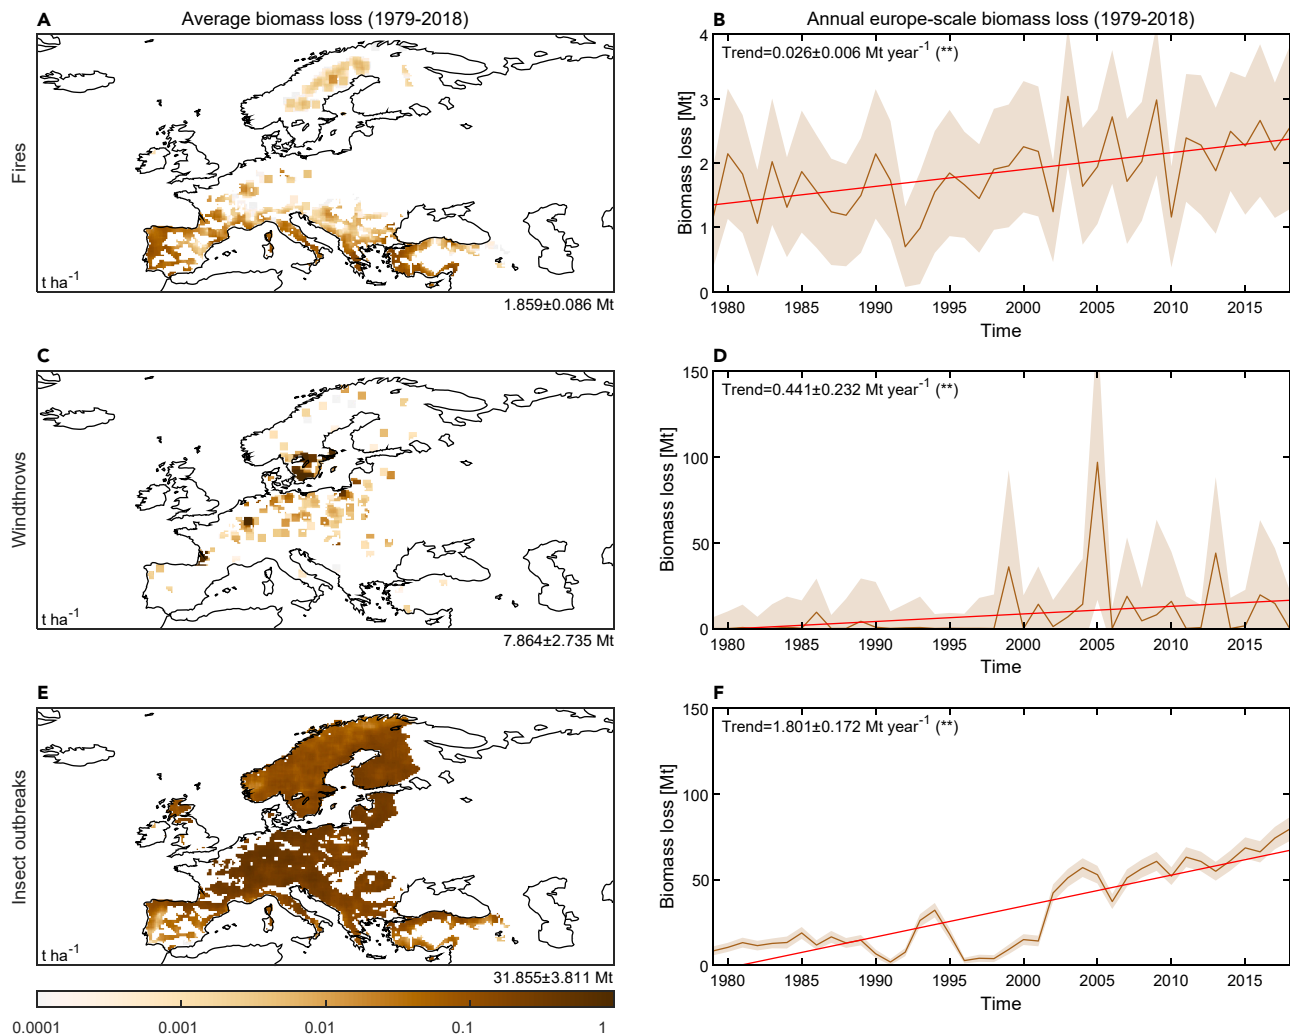 A Average biomass loss (1979-2018)
Fires
t ha-1
1.859±0.086 Mt
B Annual europe-scale biomass loss (1979-2018)
Trend=0.026±0.006 Mt year-1 (**)
Biomass loss [Mt]
4
3
2
1
0
1980 1985 1990 1995 2000 2005 2010 2015
Time
C
Windthrows
t ha-1
7.864±2.735 Mt
D
Trend=0.441±0.232 Mt year-1 (**)
Biomass loss [Mt]
150
100
50
0
1980 1985 1990 1995 2000 2005 2010 2015
Time
E
Insect outbreaks
t ha-1
31.855±3.811 Mt
0.0001 0.001 0.01 0.1 1
F
Trend=1.801±0.172 Mt year-1 (**)
Biomass loss [Mt]
150
100
50
0
1980 1985 1990 1995 2000 2005 2010 2015
Time